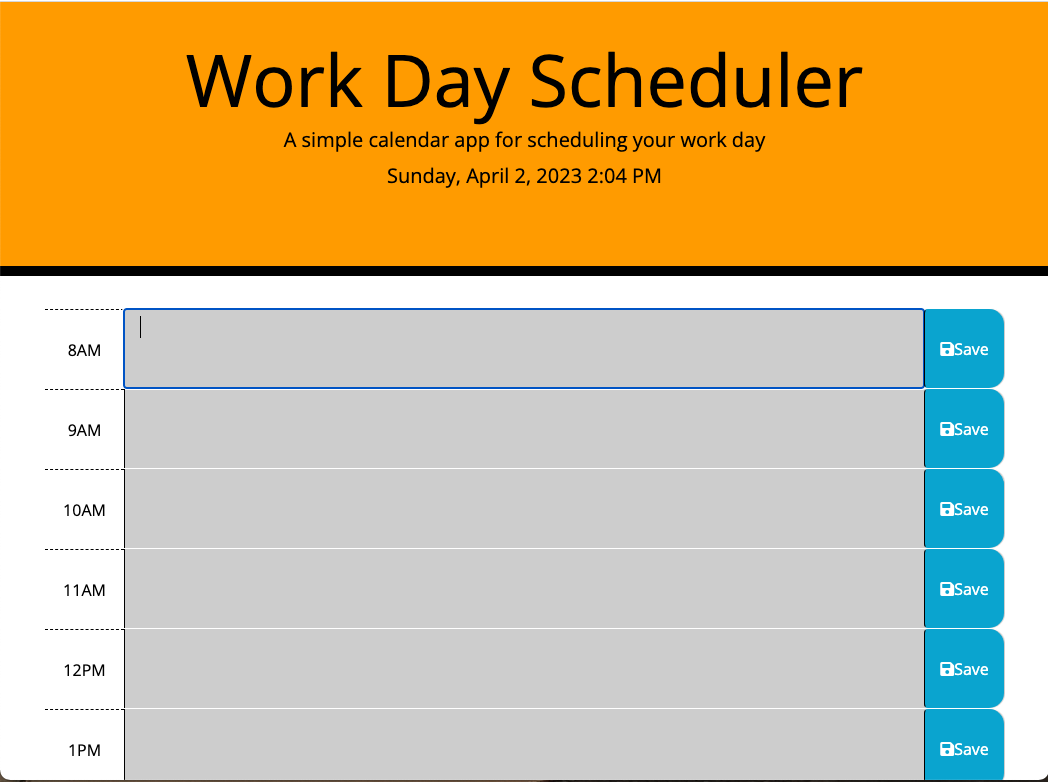 Work Day Scheduler
A simple calendar app for scheduling your work day
Sunday, April 2, 2023 2:04 PM
8AM Save
9AM Save
10AM Save
11AM Save
12PM Save
1PM Save